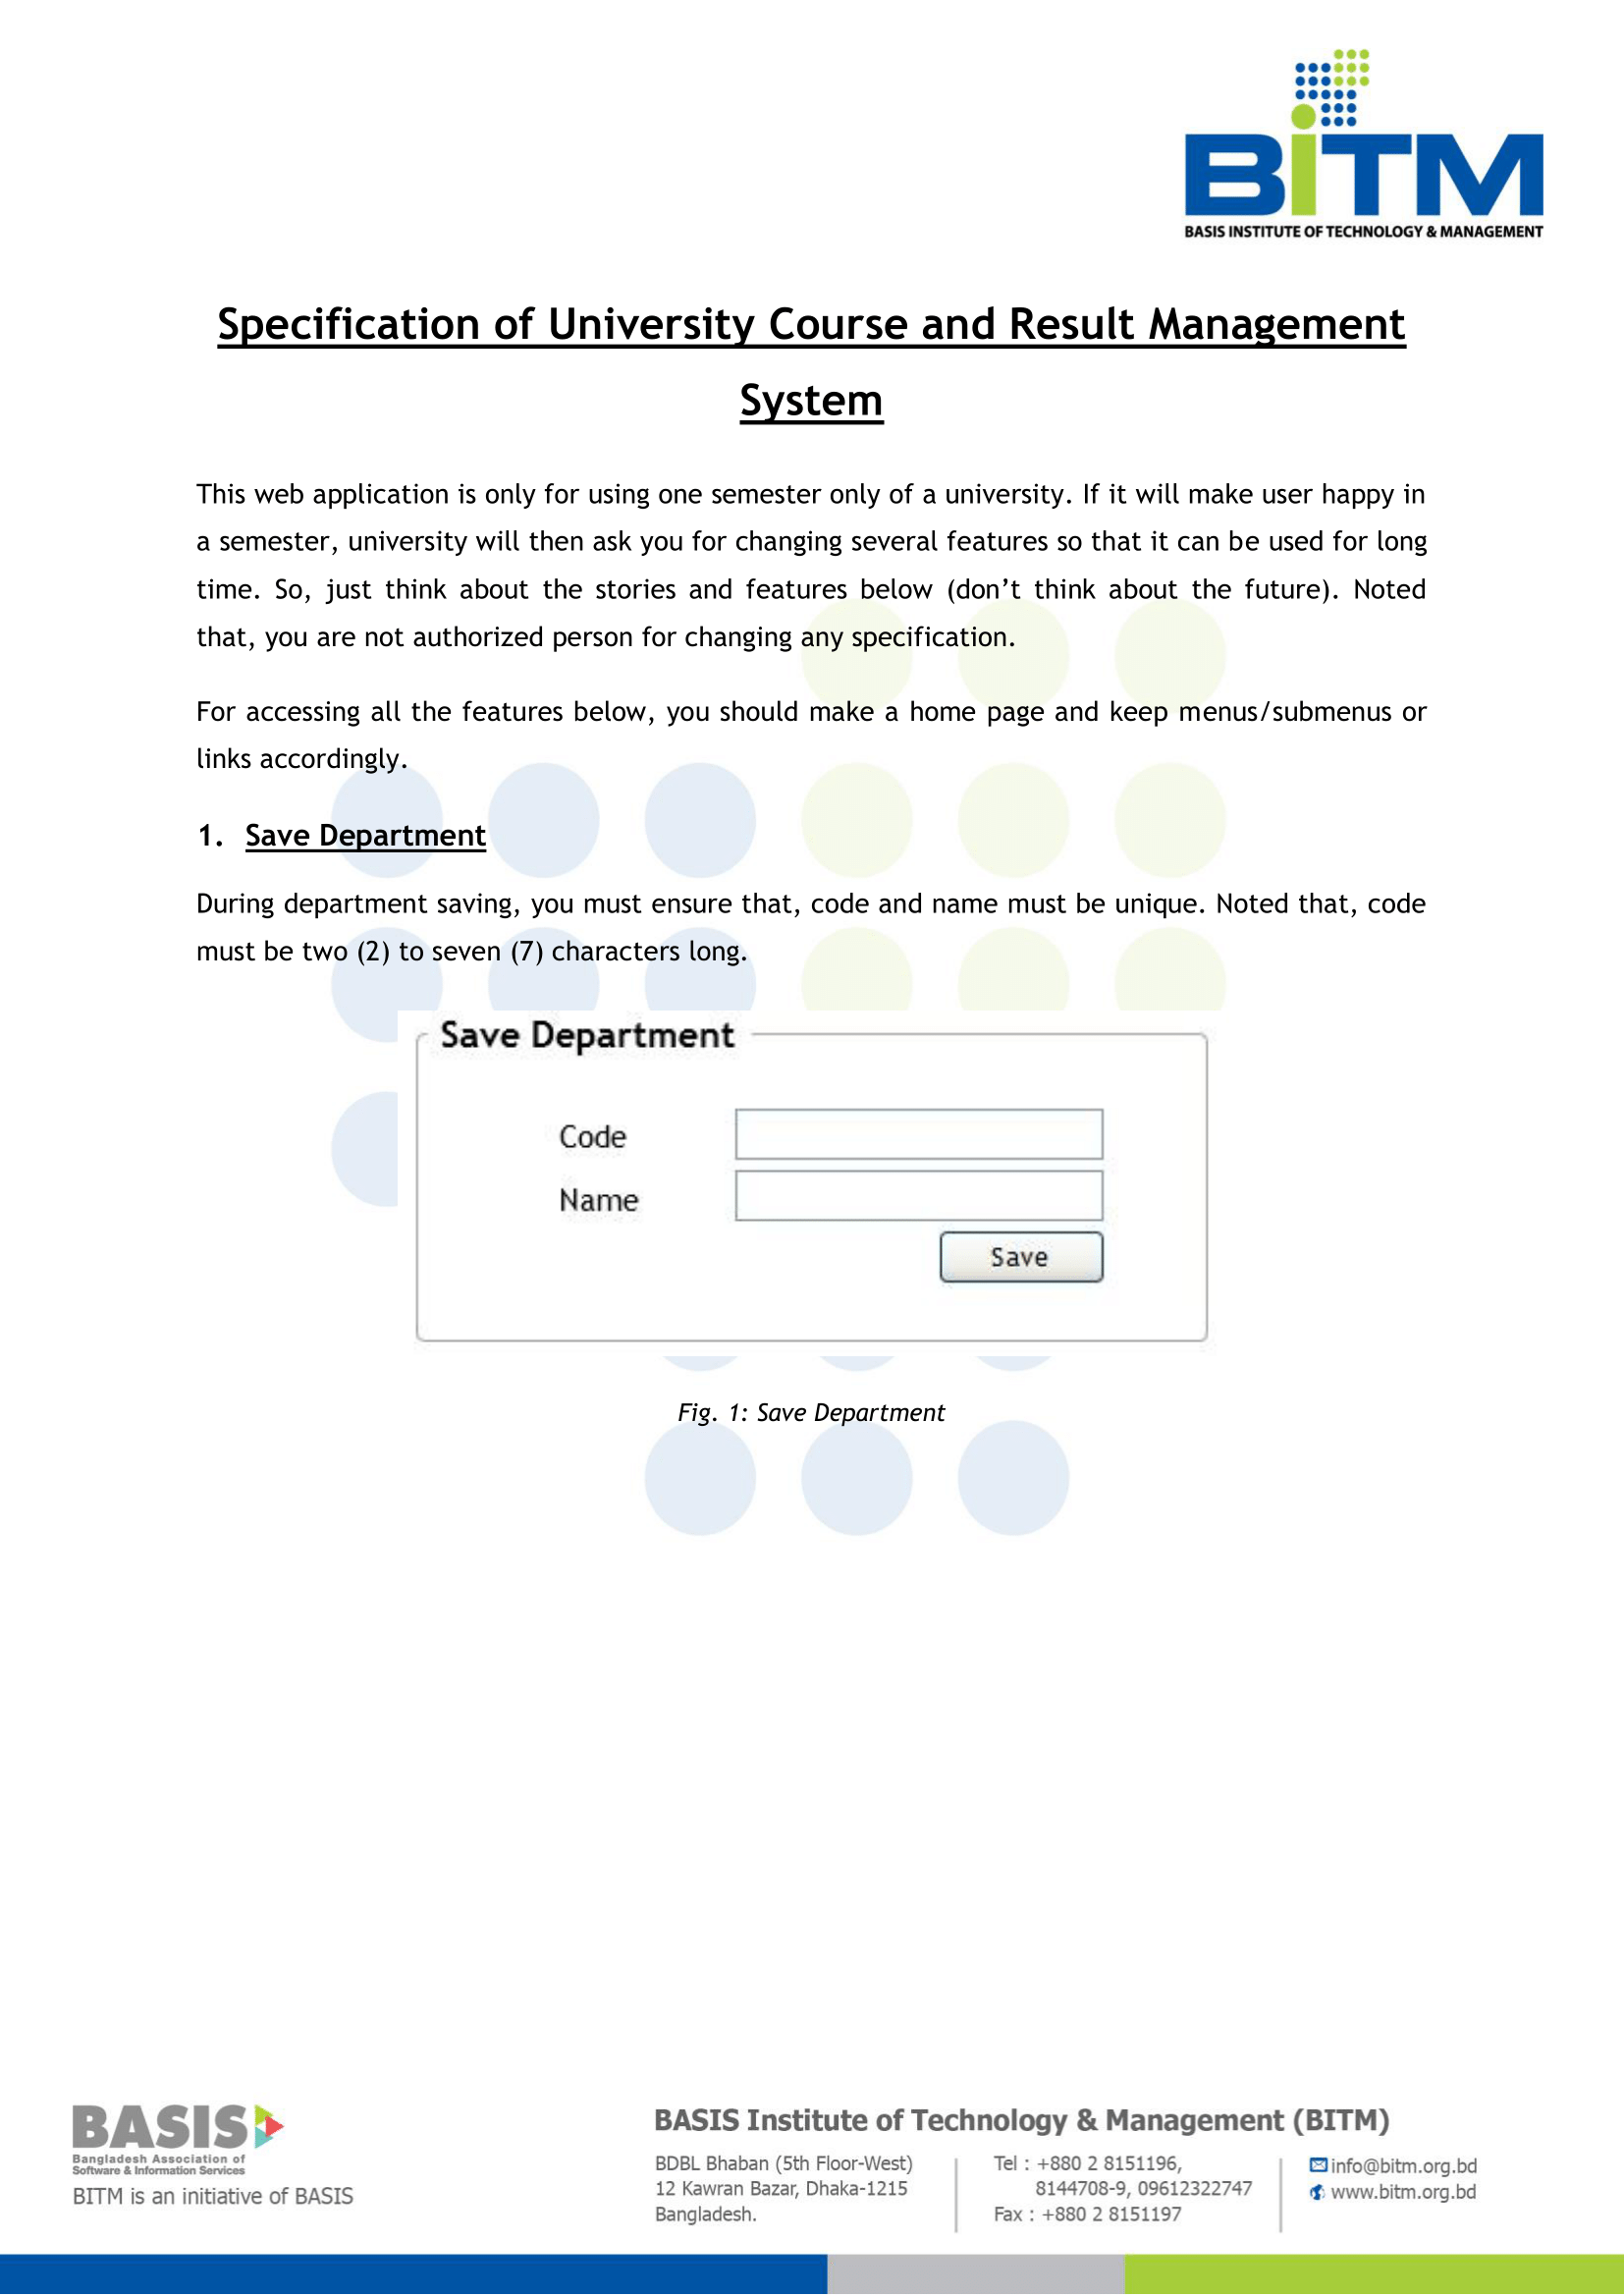 BiTM
BASIS INSTITUTE OF TECHNOLOGY & MANAGEMENT
Specification of University Course and Result Management
System
This web application is only for using one semester only of a university. If it will make user happy in
a semester, university will then ask you for changing several features so that it can be used for long
time. So, just think about the stories and features below (don’t think about the future). Noted
that, you are not authorized person for changing any specification.
For accessing all the features below, you should make a home page and keep menus/submenus or
links accordingly.
1. Save Department
During department saving, you must ensure that, code and name must be unique. Noted that, code
must be two (2) to seven (7) characters long.
Save Department
Code
Name
Save
Fig. 1: Save Department
BASIS
Bangladesh Association of
Software & Information Services
BITM is an initiative of BASIS
BASIS Institute of Technology & Management (BITM)
BDBL Bhaban (5th Floor-West)
12 Kawran Bazar, Dhaka-1215
Bangladesh.
Tel : +880 2 8151196,
8144708-9, 09612322747
Fax : +880 2 8151197
info@bitm.org.bd
www.bitm.org.bd